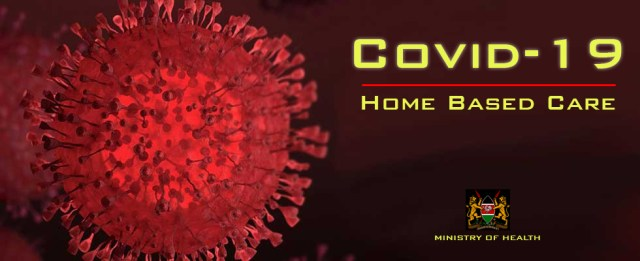 Covid-19
Home Based Care
MINISTRY OF HEALTH